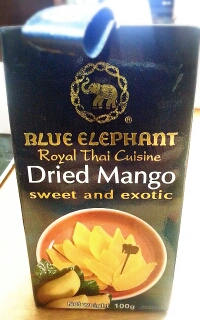 ®
BLUE ELEPHANT
Royal Thai Cuisine
Dried Mango
sweet and exotic
Net weight 100g